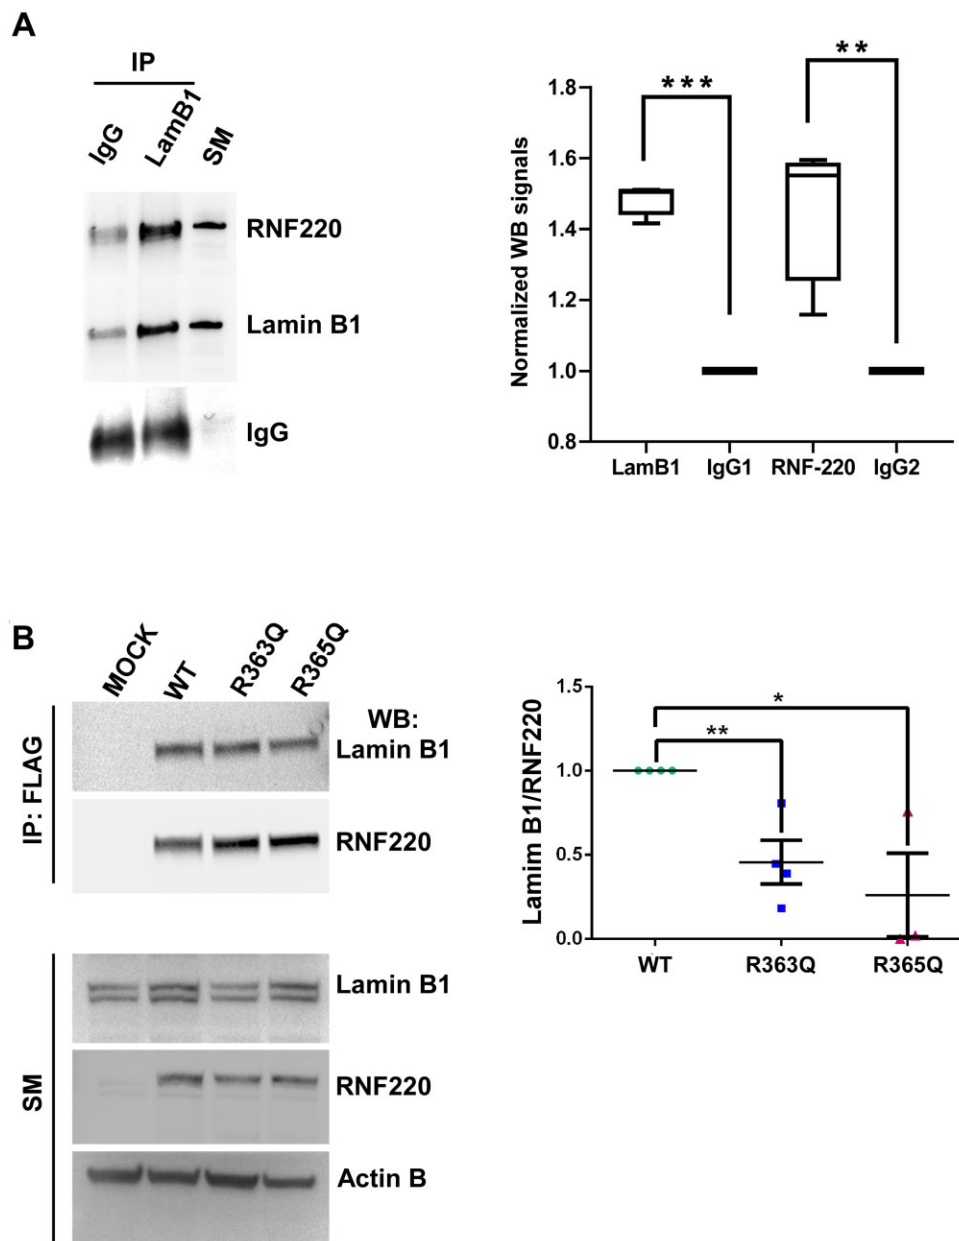 A
IP
IgG
LamB1
SM
RNF220
Lamin B1
IgG
Normalized WB signals
1.8
1.6
1.4
1.2
1.0
0.8
***
**
LamB1 IgG1 RNF-220 IgG2
B
MOCK
WT
R363Q
R365Q
IP: FLAG
WB:
Lamin B1
RNF220
SM
Lamin B1
RNF220
Actin B
Lamim B1/RNF220
1.5
1.0
0.5
0.0
*
**
WT R363Q R365Q